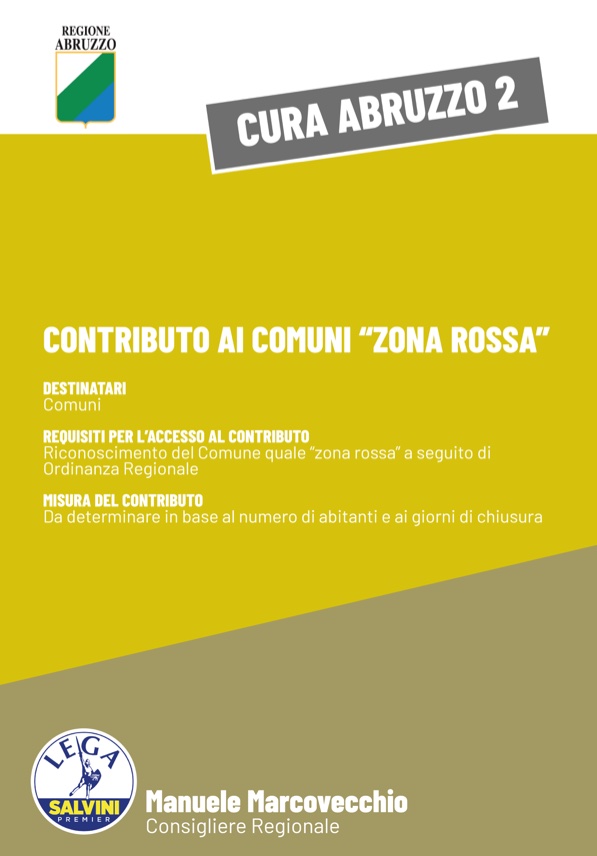 REGIONE
ABRUZZO
CURA ABRUZZO 2
CONTRIBUTO AI COMUNI “ZONA ROSSA”
DESTINATARI
Comuni
REQUISITI PER L’ACCESSO AL CONTRIBUTO
Riconoscimento del Comune quale “zona rossa” a seguito di
Ordinanza Regionale
MISURA DEL CONTRIBUTO
Da determinare in base al numero di abitanti e ai giorni di chiusura
LEGA
SALVINI
PREMIER
Manuele Marcovecchio
Consigliere Regionale